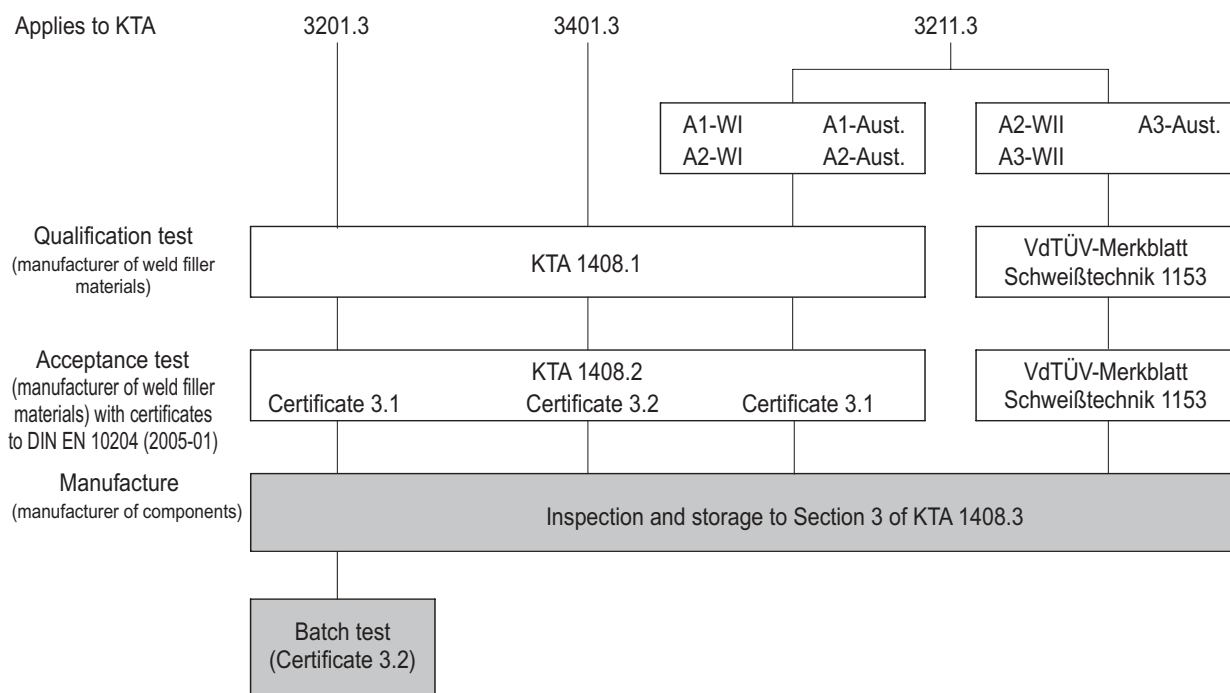 Applies to KTA 3201.3 3401.3 3211.3
A1-WI A1-Aust.
A2-WI A2-Aust.
A2-WII A3-Aust.
A3-WII
Qualification test
(manufacturer of weld filler
materials)
KTA 1408.1
VdTÜV-Merkblatt
Schweißtechnik 1153
Acceptance test
(manufacturer of weld filler
materials) with certificates
to DIN EN 10204 (2005-01)
KTA 1408.2
Certificate 3.1 Certificate 3.2 Certificate 3.1
VdTÜV-Merkblatt
Schweißtechnik 1153
Manufacture
(manufacturer of components)
Inspection and storage to Section 3 of KTA 1408.3
Batch test
(Certificate 3.2)